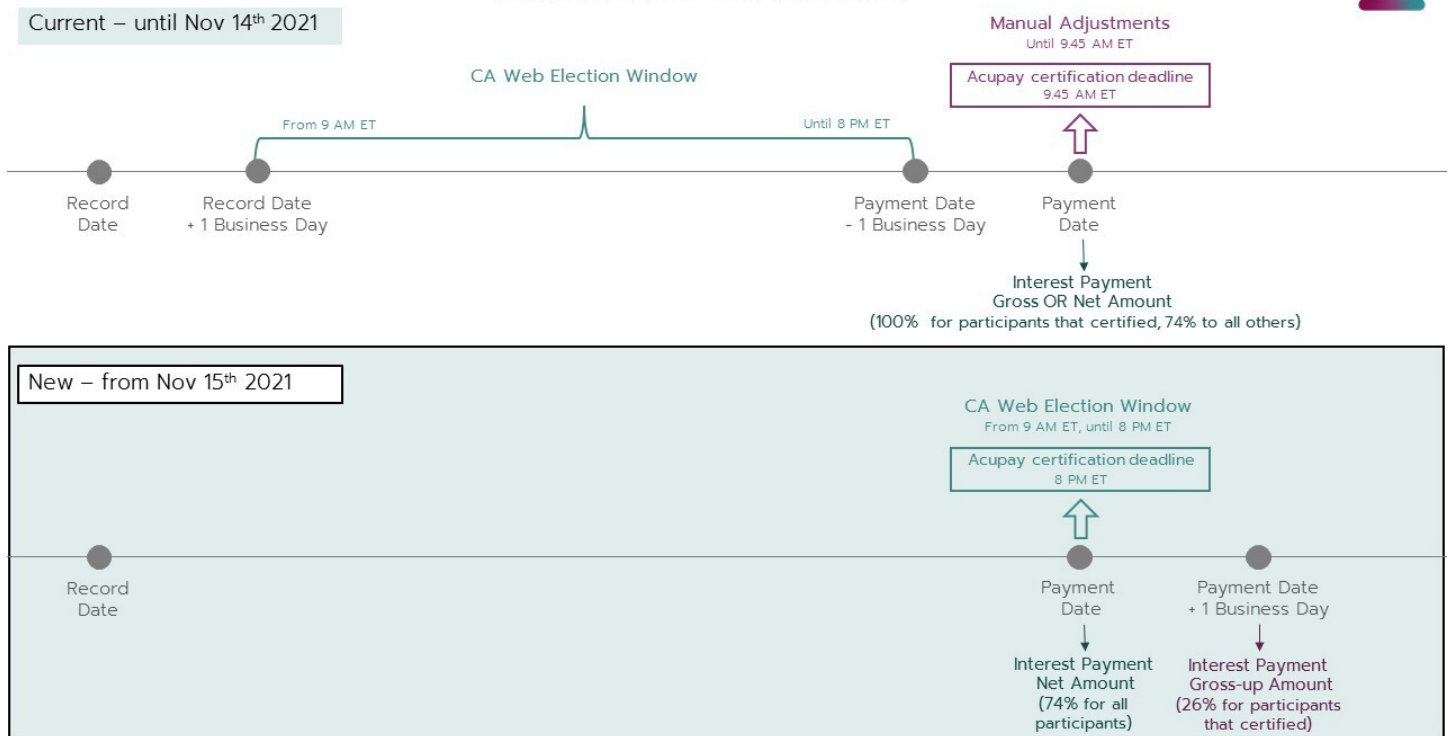 Current – until Nov 14th 2021
Manual Adjustments
Until 9.45 AM ET
CA Web Election Window
Acupay certification deadline
9.45 AM ET
From 9 AM ET
Until 8 PM ET
Record
Date
Record Date
+ 1 Business Day
Payment Date
- 1 Business Day
Payment
Date
Interest Payment
Gross OR Net Amount
(100% for participants that certified, 74% to all others)
New – from Nov 15th 2021
CA Web Election Window
From 9 AM ET, until 8 PM ET
Acupay certification deadline
8 PM ET
Record
Date
Payment
Date
Payment Date
+ 1 Business Day
Interest Payment
Net Amount
(74% for all
participants)
Interest Payment
Gross-up Amount
(26% for participants
that certified)